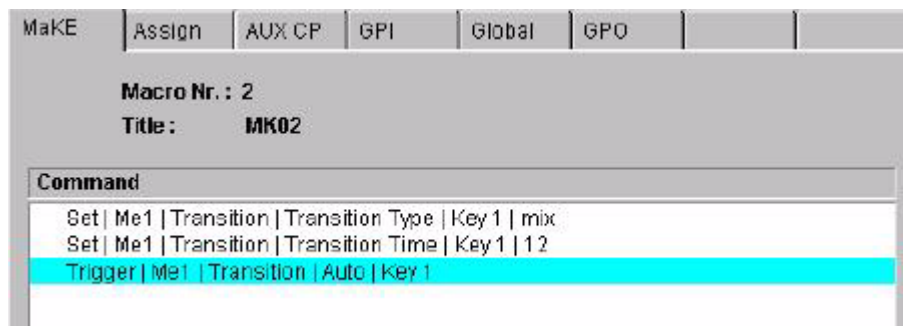 MaKE Assign AUX CP GPI Global GPO
Macro Nr. : 2
Title : MK02
Command
Set | Me1 | Transition | Transition Type | Key 1 | mix
Set | Me1 | Transition | Transition Time | Key 1 | 12
Trigger | Me1 | Transition | Auto | Key 1